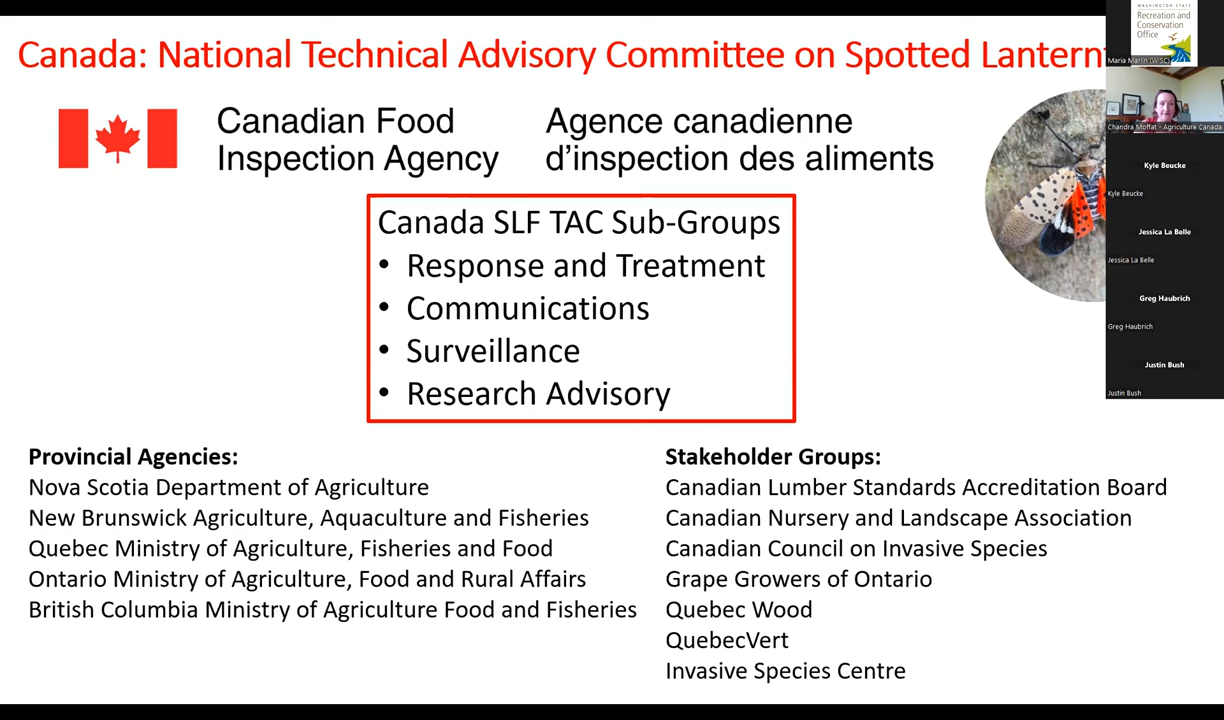 Canada: National Technical Advisory Committee on Spotted Lantern
Canadian Food
Inspection Agency
Agence canadienne
d'inspection des aliments
Canada SLF TAC Sub-Groups
• Response and Treatment
• Communications
• Surveillance
• Research Advisory
Provincial Agencies:
Nova Scotia Department of Agriculture
New Brunswick Agriculture, Aquaculture and Fisheries
Quebec Ministry of Agriculture, Fisheries and Food
Ontario Ministry of Agriculture, Food and Rural Affairs
British Columbia Ministry of Agriculture Food and Fisheries
Stakeholder Groups:
Canadian Lumber Standards Accreditation Board
Canadian Nursery and Landscape Association
Canadian Council on Invasive Species
Grape Growers of Ontario
Quebec Wood
QuebecVert
Invasive Species Centre
WASHINGTON STATE
Recreation and
Conservation
Office
Maria Marlin (WISC)
Chandra Moffat - Agriculture Canada
Kyle Beucke
Kyle Beucke
Jessica La Belle
Jessica La Belle
Greg Haubrich
Greg Haubrich
Justin Bush
Justin Bush